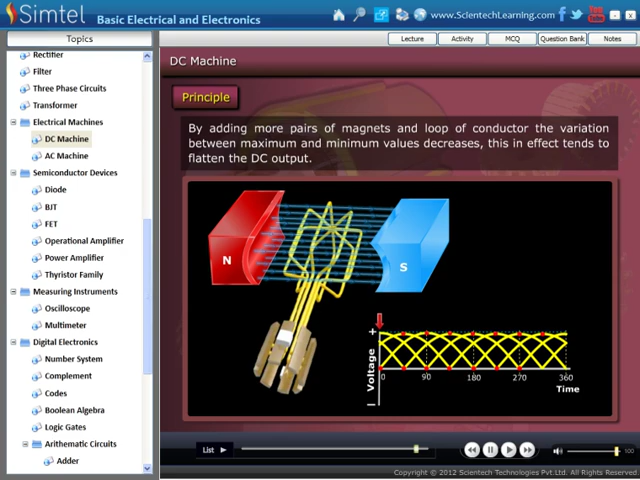 Simtel Basic Electrical and Electronics
www.ScientechLearning.com
Topics
Lecture
Activity
MCQ
Question Bank
Notes
Rectifier
Filter
Three Phase Circuits
Transformer
Electrical Machines
DC Machine
AC Machine
Semiconductor Devices
Diode
BJT
FET
Operational Amplifier
Power Amplifier
Thyristor Family
Measuring Instruments
Oscilloscope
Multimeter
Digital Electronics
Number System
Complement
Codes
Boolean Algebra
Logic Gates
Arithematic Circuits
Adder
DC Machine
Principle
By adding more pairs of magnets and loop of conductor the variation
between maximum and minimum values decreases, this in effect tends to
flatten the DC output.
N
S
+
Voltage
–
0 90 180 270 360
Time
List
100
Copyright © 2012 Scientech Technologies Pvt.Ltd. All Rights Reserved.